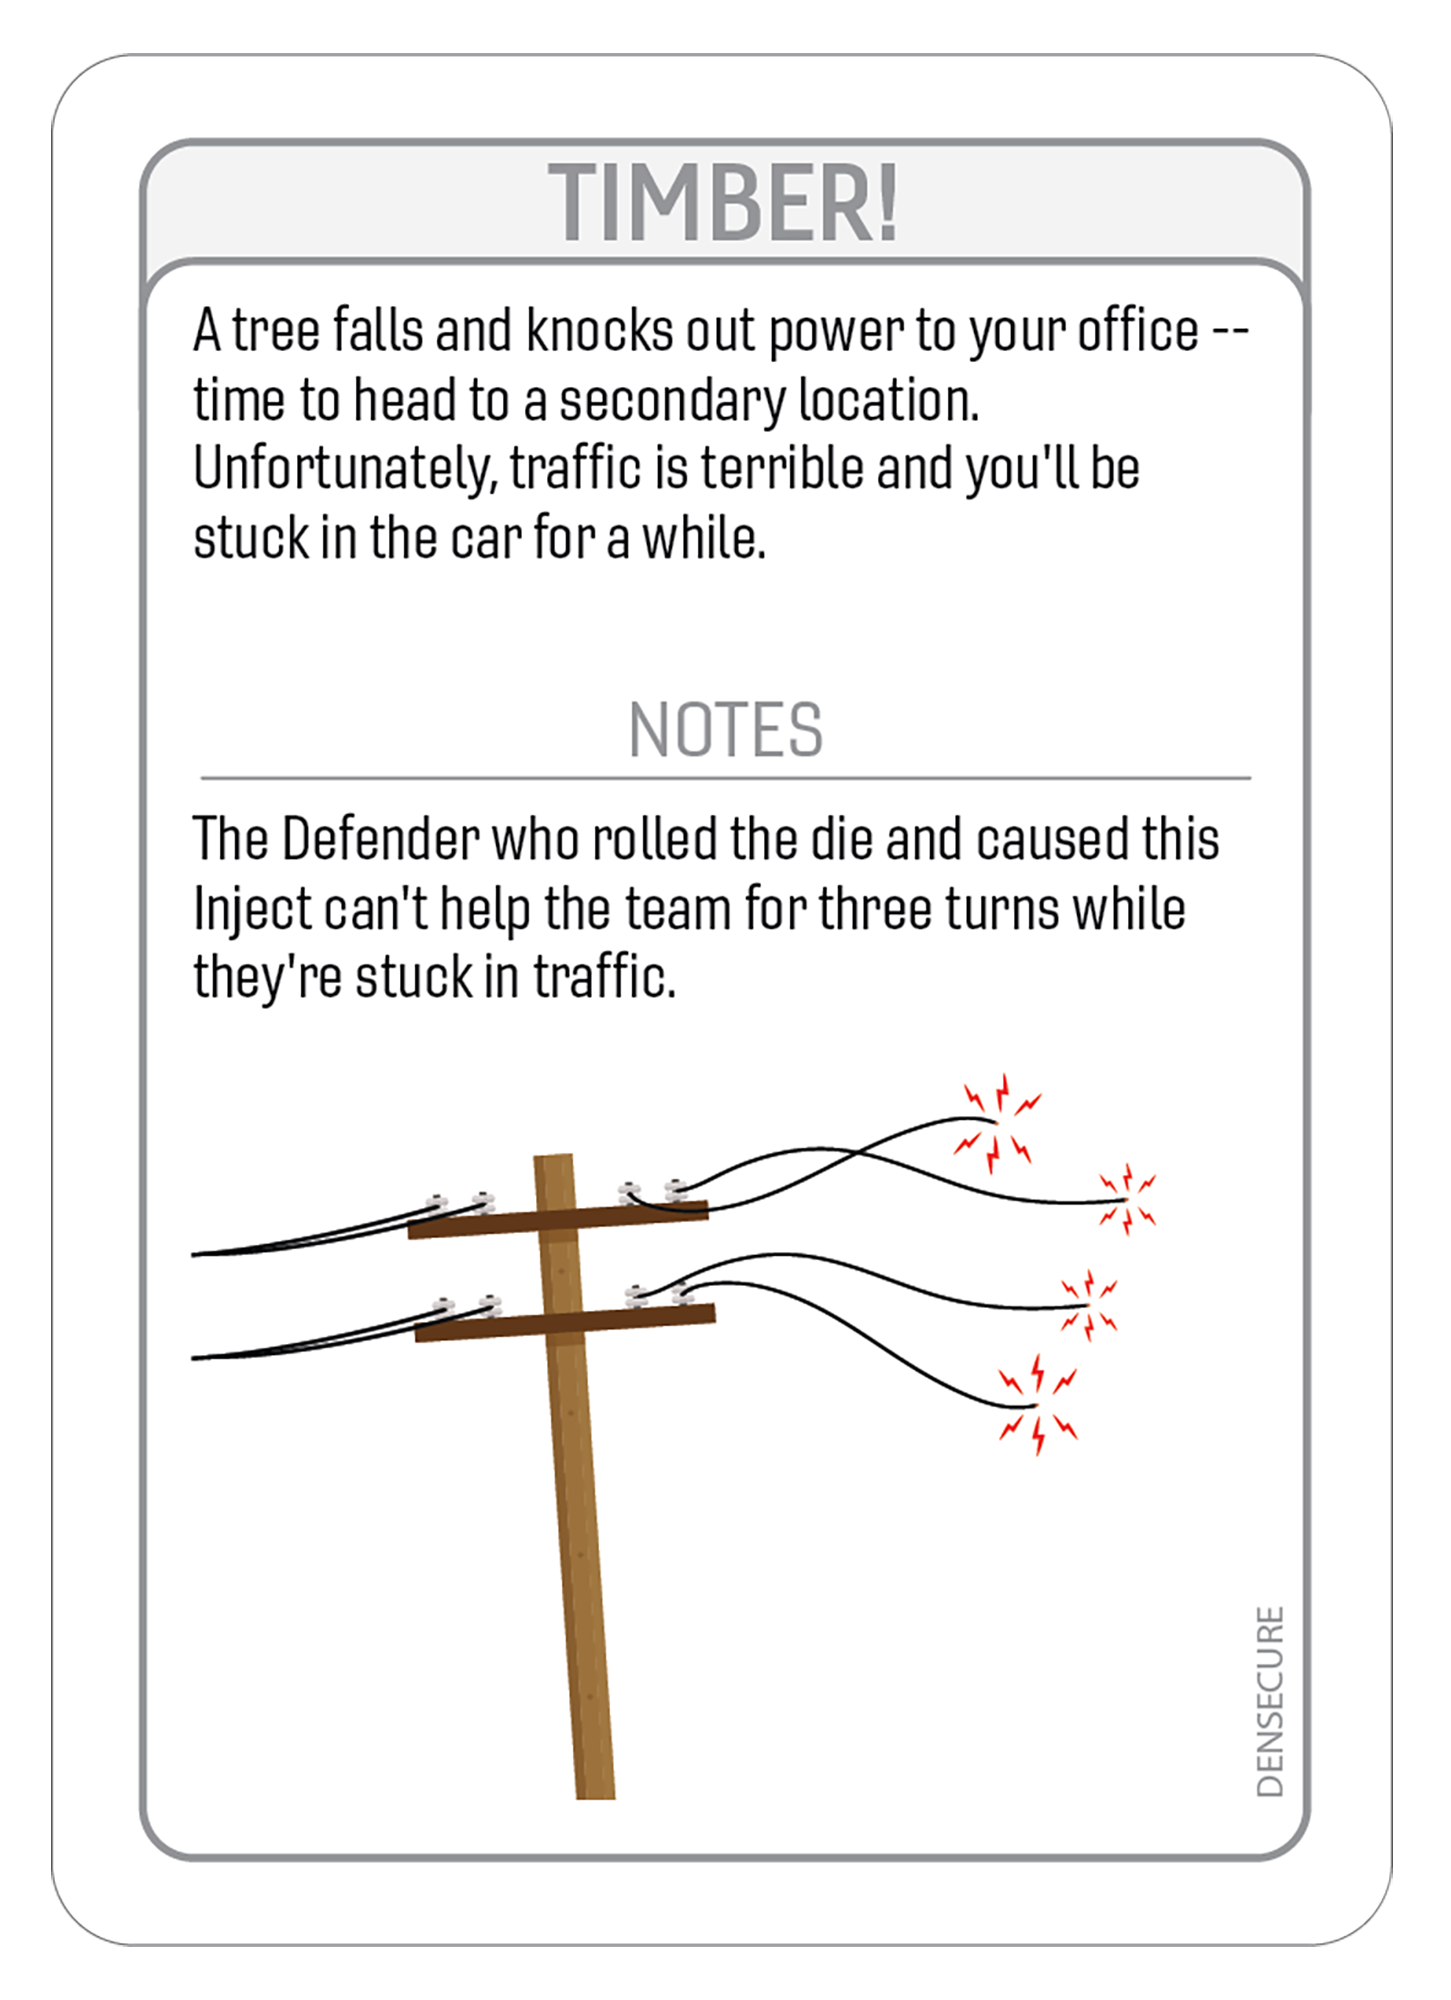 TIMBER!
A tree falls and knocks out power to your office --
time to head to a secondary location.
Unfortunately, traffic is terrible and you'll be
stuck in the car for a while.
NOTES
The Defender who rolled the die and caused this
Inject can't help the team for three turns while
they're stuck in traffic.
DENSECURE